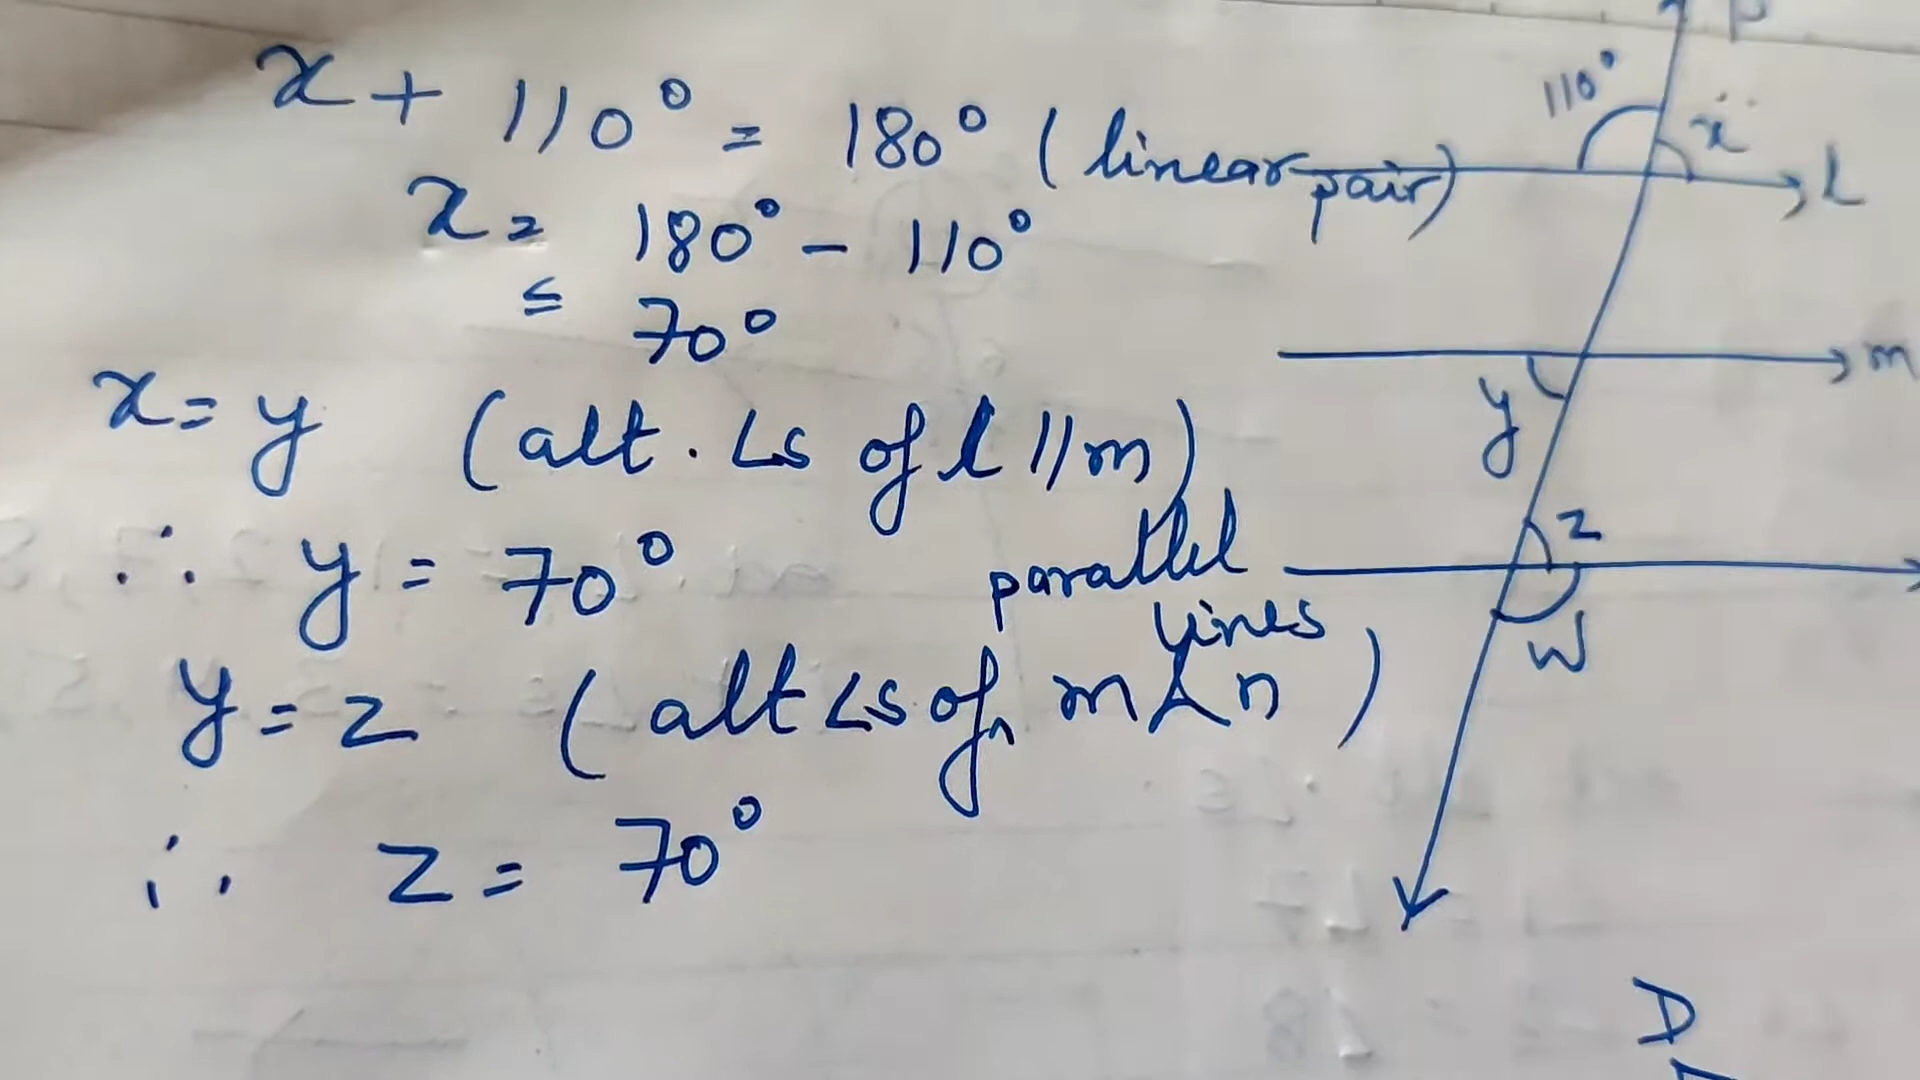 x + 110° = 180° (linear pair)
x = 180° - 110°
= 70°
x = y (alt. ∠s of l // m)
∴ y = 70°
parallel lines
y = z (alt ∠s of ∧ m & n )
∴ z = 70°
P
110°
x
L
m
y
z
w
D